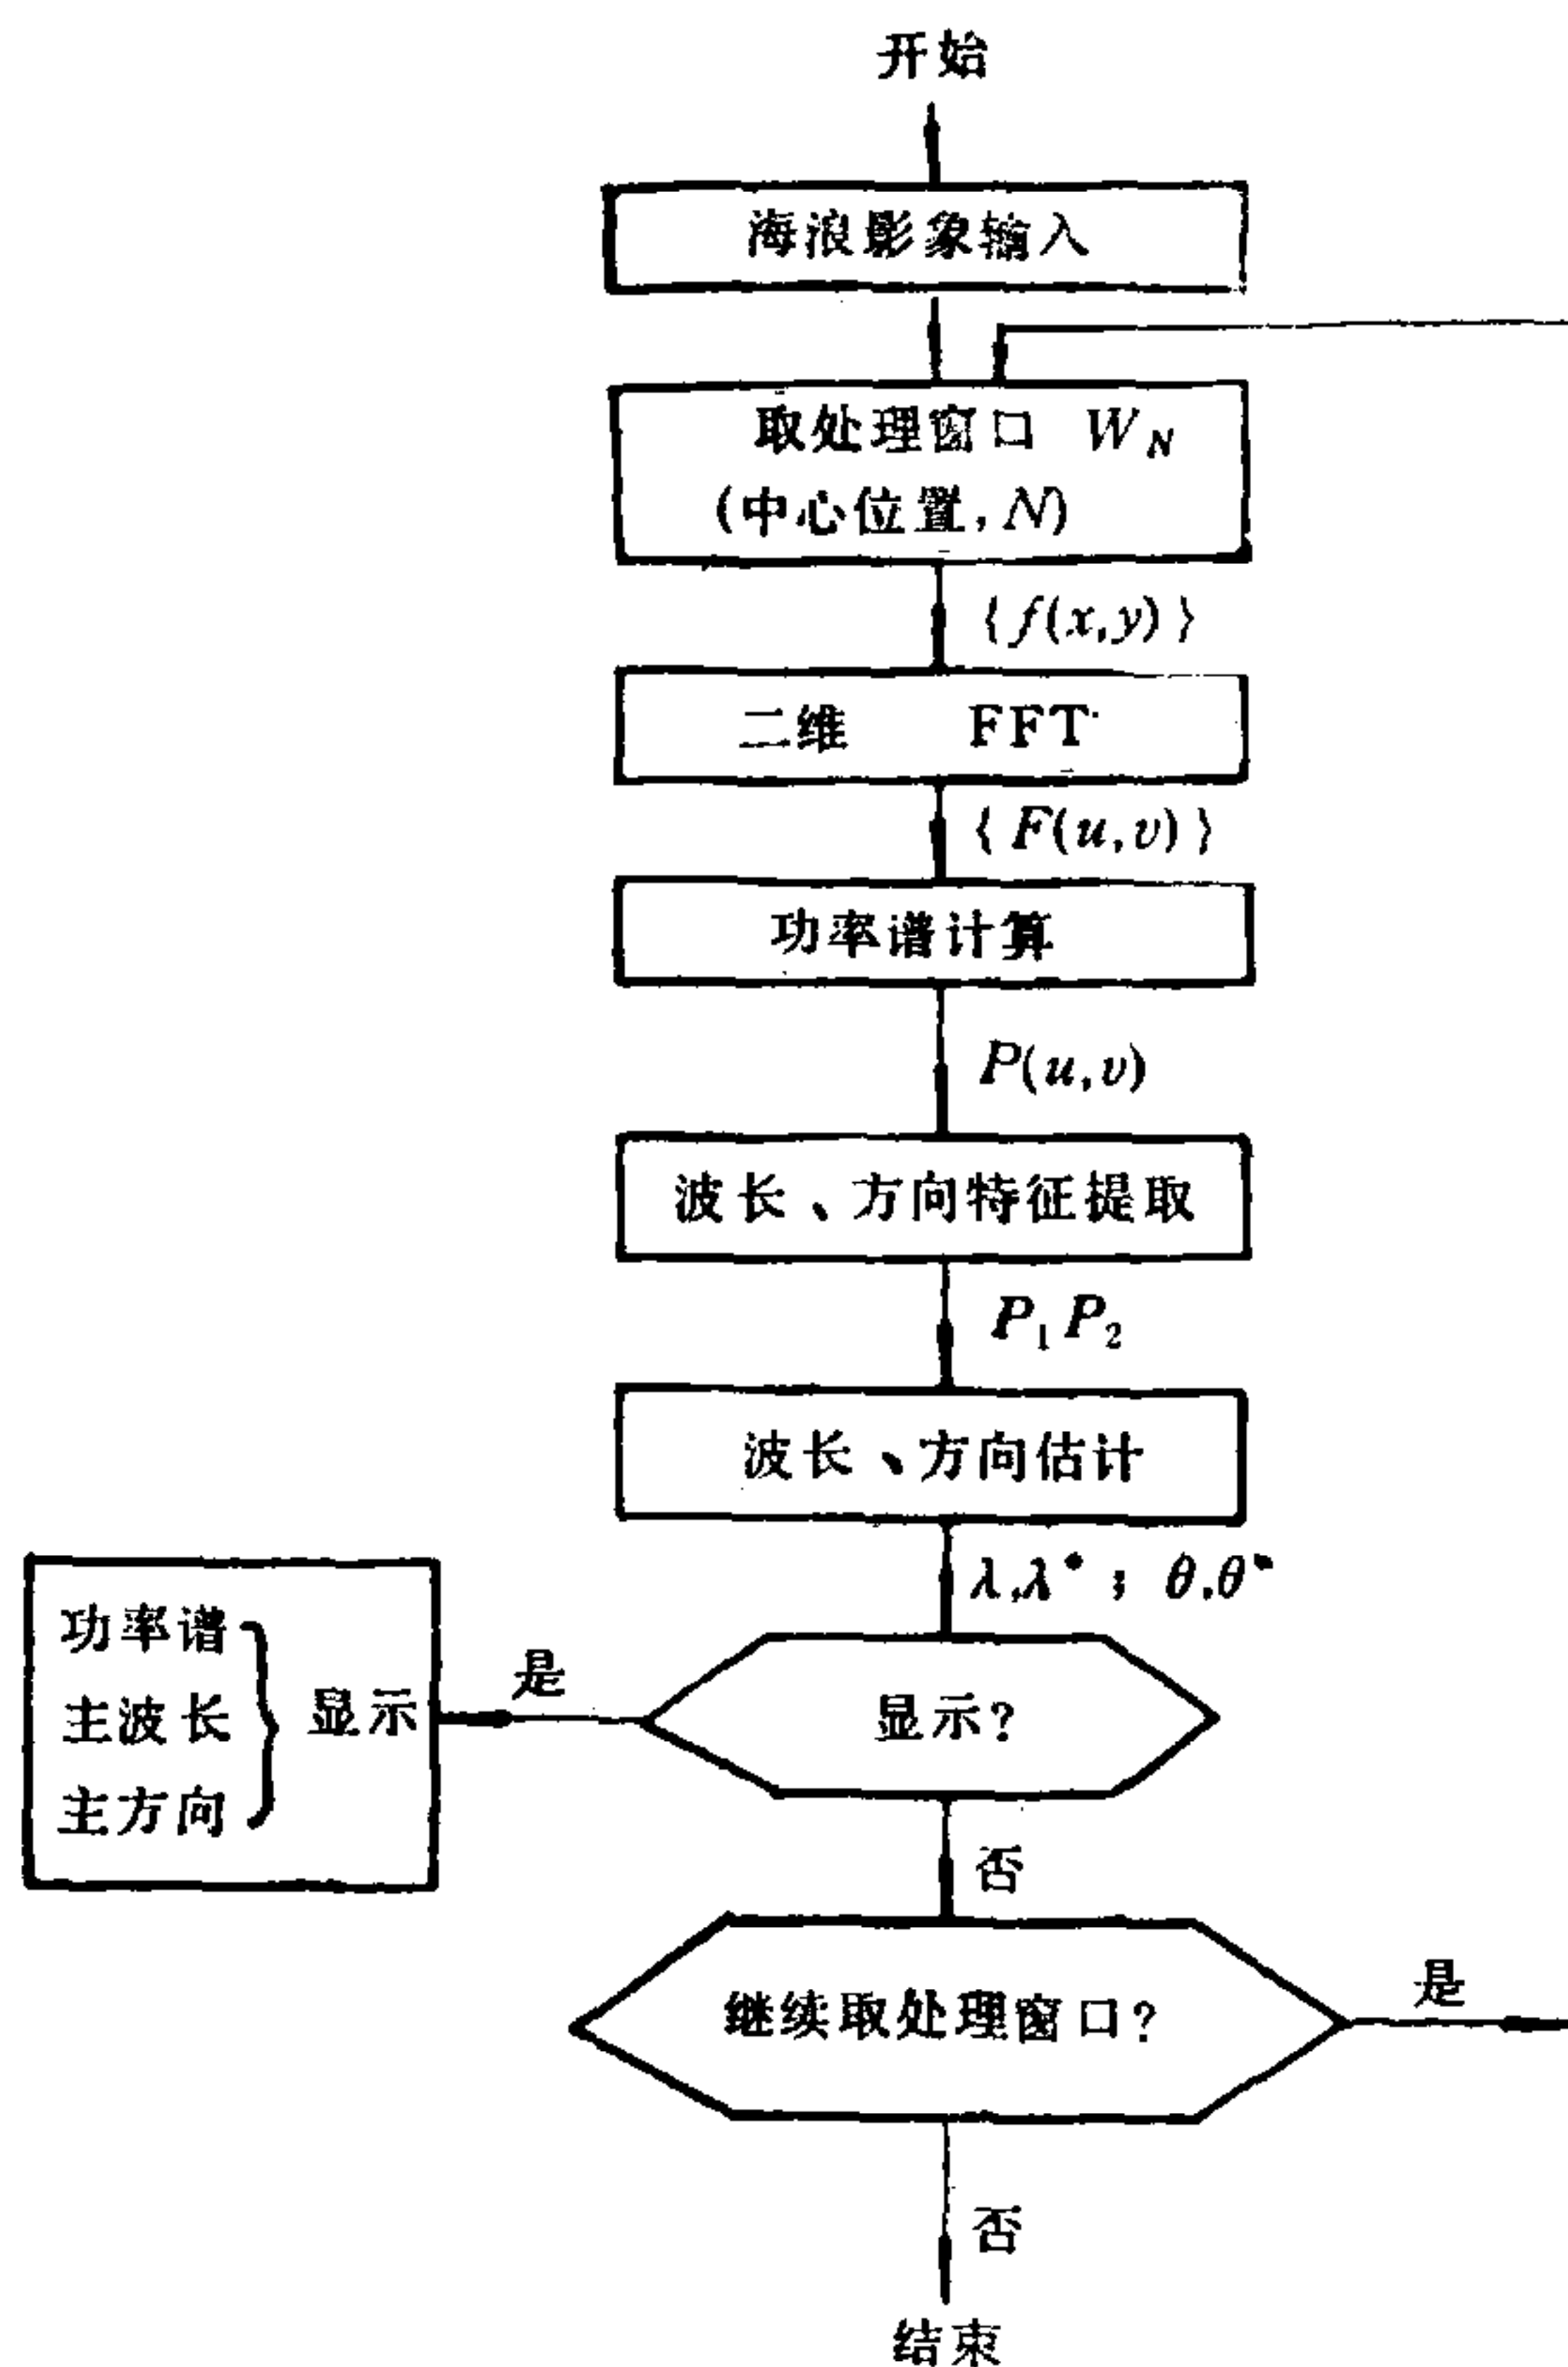 开始
海浪影象输入
取处理窗口 W_N
(中心位置, N)
{f(x,y)}
二维 FFT
{F(u,v)}
功率谱计算
P(u,v)
波长、方向特征提取
P₁ P₂
波长、方向估计
λ,λ*; θ,θ*
是
显示?
功率谱
主波长
主方向
显示
否
继续取处理窗口?
是
否
结束